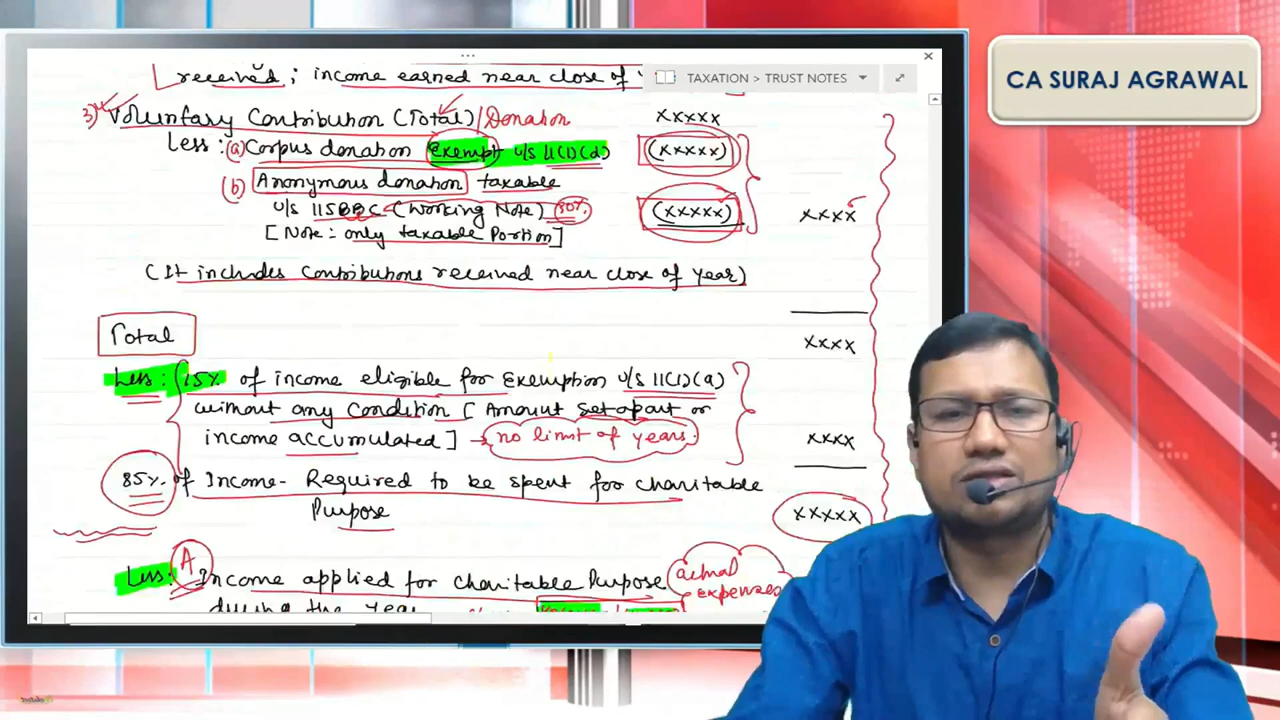 CA SURAJ AGRAWAL
TAXATION > TRUST NOTES
received; income earned near close of
3) Voluntary Contribution (Total) / Donation xxxxx
Less: (a) Corpus donation Exempt u/s 11(1)(d) (xxxxx)
(b) Anonymous donation taxable
u/s 115BBC (Working Note) 30% (xxxxx) xxxx
[Note: only taxable Portion]
(It includes Contributions received near close of year)
Total xxxx
Less: 15% of income eligible for Exemption u/s 11(1)(a)
without any Condition [Amount set apart or
income accumulated] → no limit of years. xxxx
85% of Income- Required to be spent for charitable
Purpose xxxxx
Less: A Income applied for charitable Purpose actual expenses
during the year